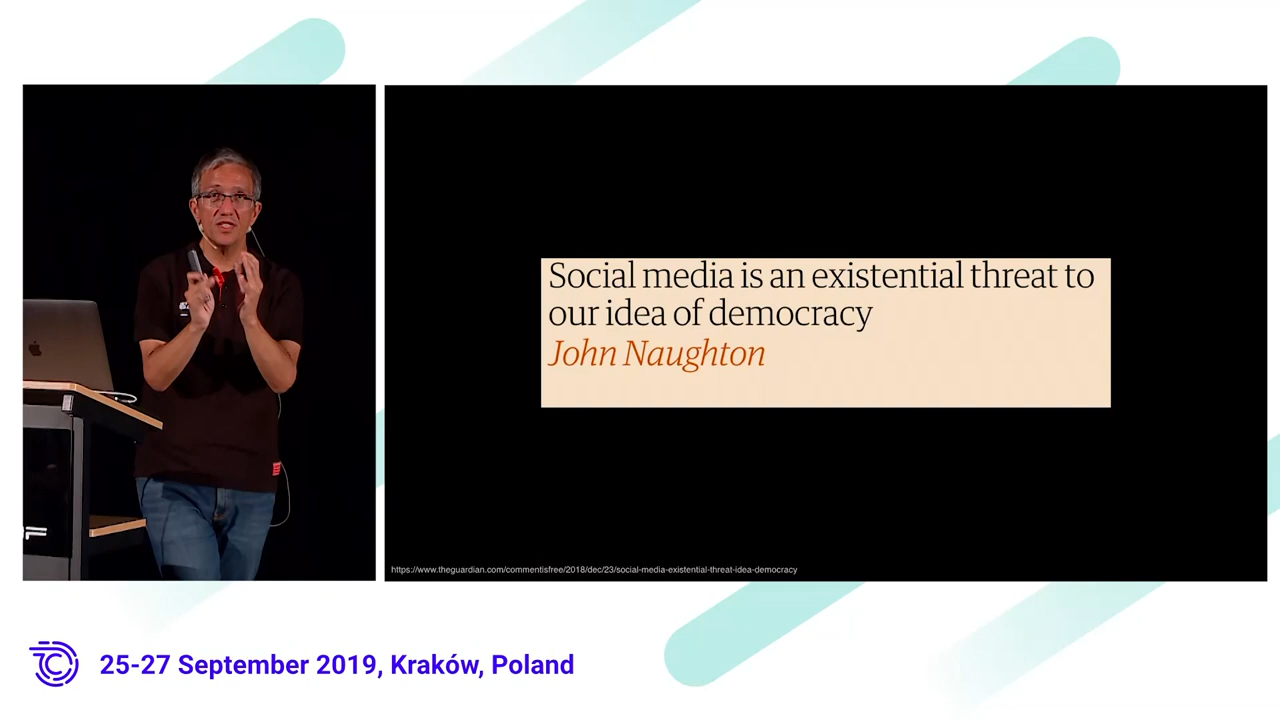 Social media is an existential threat to
our idea of democracy
John Naughton
https://www.theguardian.com/commentisfree/2018/dec/23/social-media-existential-threat-idea-democracy
25-27 September 2019, Kraków, Poland